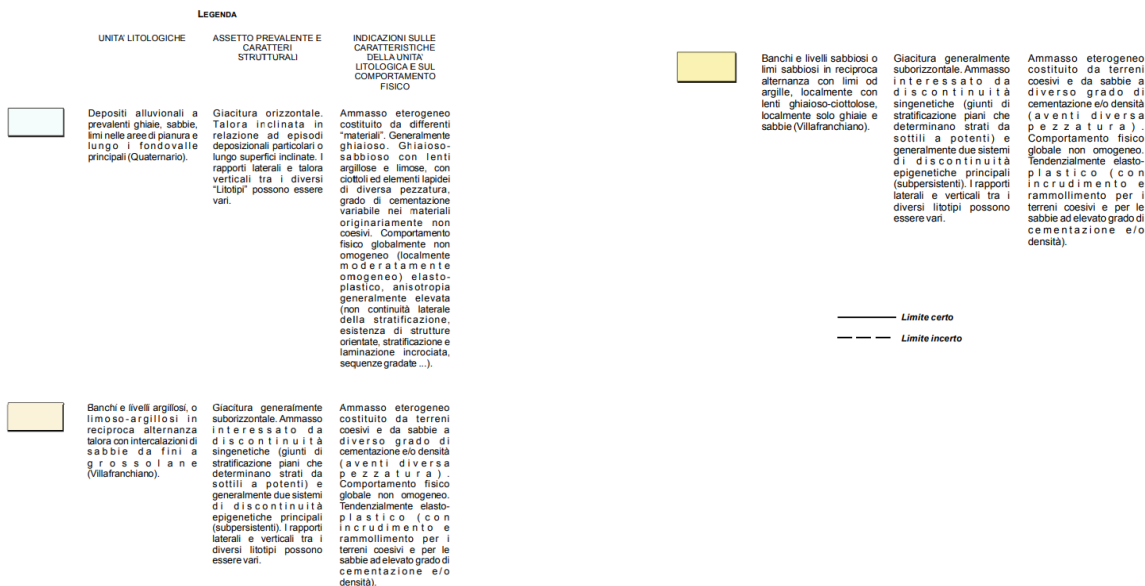 LEGENDA
UNITA' LITOLOGICHE
ASSETTO PREVALENTE E
CARATTERI
STRUTTURALI
INDICAZIONI SULLE
CARATTERISTICHE
DELLA UNITA'
LITOLOGICA E SUL
COMPORTAMENTO
FISICO
Depositi alluvionali a
prevalenti ghiaie, sabbie,
limi nelle aree di pianura e
lungo i fondovalle
principali (Quaternario).
Giacitura orizzontale.
Talora inclinata in
relazione ad episodi
deposizionali particolari o
lungo superfici inclinate. I
rapporti laterali e talora
verticali tra i diversi
"Litotipi" possono essere
vari.
Ammasso eterogeneo
costituito da differenti
"materiali". Generalmente
ghiaioso. Ghiaioso-
sabbioso con lenti
argillose e limose, con
ciottoli ed elementi lapidei
di diversa pezzatura,
grado di cementazione
variabile nei materiali
originariamente non
coesivi. Comportamento
fisico globalmente non
omogeneo (localmente
moderatamente
omogeneo) elasto-
plastico, anisotropia
generalmente elevata
(non continuità laterale
della stratificazione,
esistenza di strutture
orientate, stratificazione e
laminazione incrociata,
sequenze gradate ...).
Banchi e livelli argillosi, o
limoso-argillosi in
reciproca alternanza
talora con intercalazioni di
sabbie da fini a
grossolane
(Villafranchiano).
Giacitura generalmente
suborizzontale. Ammasso
interessato da
discontinuità
singenetiche (giunti di
stratificazione piani che
determinano strati da
sottili a potenti) e
generalmente due sistemi
di discontinuità
epigenetiche principali
(subpersistenti). I rapporti
laterali e verticali tra i
diversi litotipi possono
essere vari.
Ammasso eterogeneo
costituito da terreni
coesivi e da sabbie a
diverso grado di
cementazione e/o densità
(aventi diversa
pezzatura).
Comportamento fisico
globale non omogeneo.
Tendenzialmente elasto-
plastico (con
incrudimento e
rammollimento per i
terreni coesivi e per le
sabbie ad elevato grado di
cementazione e/o
densità).
Banchi e livelli sabbiosi o
limi sabbiosi in reciproca
alternanza con limi od
argille, localmente con
lenti ghiaioso-ciottolose,
localmente solo ghiaie e
sabbie (Villafranchiano).
Giacitura generalmente
suborizzontale. Ammasso
interessato da
discontinuità
singenetiche (giunti di
stratificazione piani che
determinano strati da
sottili a potenti) e
generalmente due sistemi
di discontinuità
epigenetiche principali
(subpersistenti). I rapporti
laterali e verticali tra i
diversi litotipi possono
essere vari.
Ammasso eterogeneo
costituito da terreni
coesivi e da sabbie a
diverso grado di
cementazione e/o densità
(aventi diversa
pezzatura).
Comportamento fisico
globale non omogeneo.
Tendenzialmente elasto-
plastico (con
incrudimento e
rammollimento per i
terreni coesivi e per le
sabbie ad elevato grado di
cementazione e/o
densità).
Limite certo
Limite incerto